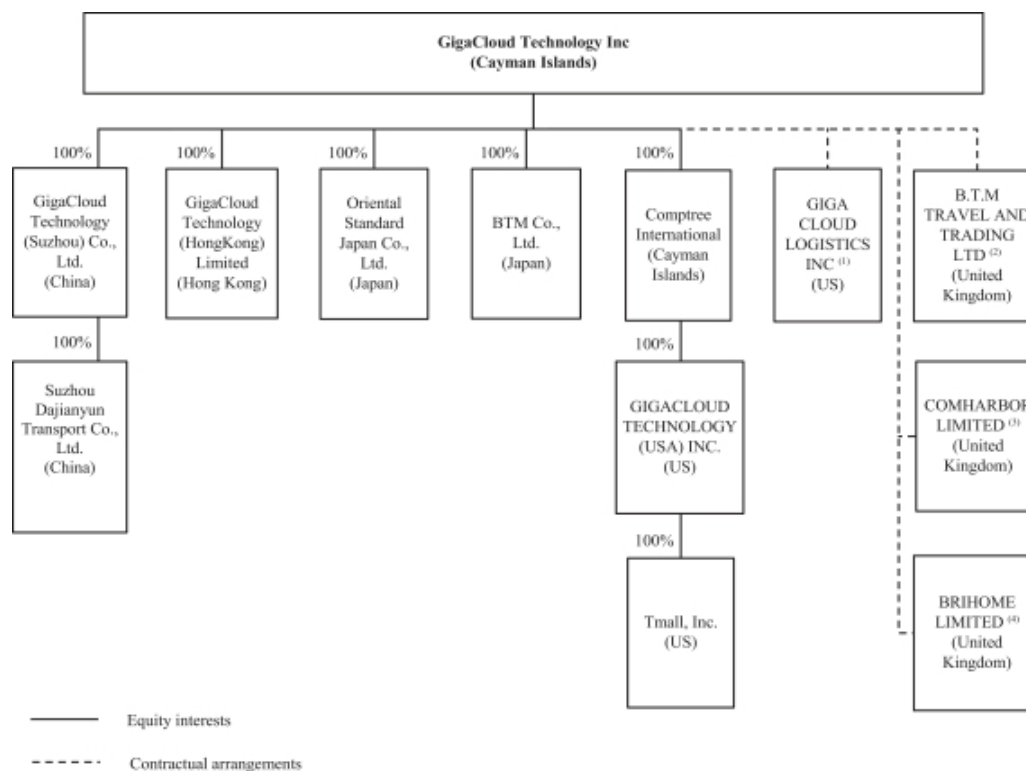 GigaCloud Technology Inc
(Cayman Islands)
100%
100%
100%
100%
100%
GigaCloud
Technology
(Suzhou) Co.,
Ltd.
(China)
GigaCloud
Technology
(HongKong)
Limited
(Hong Kong)
Oriental
Standard
Japan Co.,
Ltd.
(Japan)
BTM Co.,
Ltd.
(Japan)
Comptree
International
(Cayman
Islands)
GIGA
CLOUD
LOGISTICS
INC (1)
(US)
B.T.M
TRAVEL AND
TRADING
LTD (2)
(United
Kingdom)
100%
100%
Suzhou
Dajianyun
Transport Co.,
Ltd.
(China)
GIGACLOUD
TECHNOLOGY
(USA) INC.
(US)
COMHARBOR
LIMITED (3)
(United
Kingdom)
100%
Tmall, Inc.
(US)
BRIHOME
LIMITED (4)
(United
Kingdom)
Equity interests
Contractual arrangements